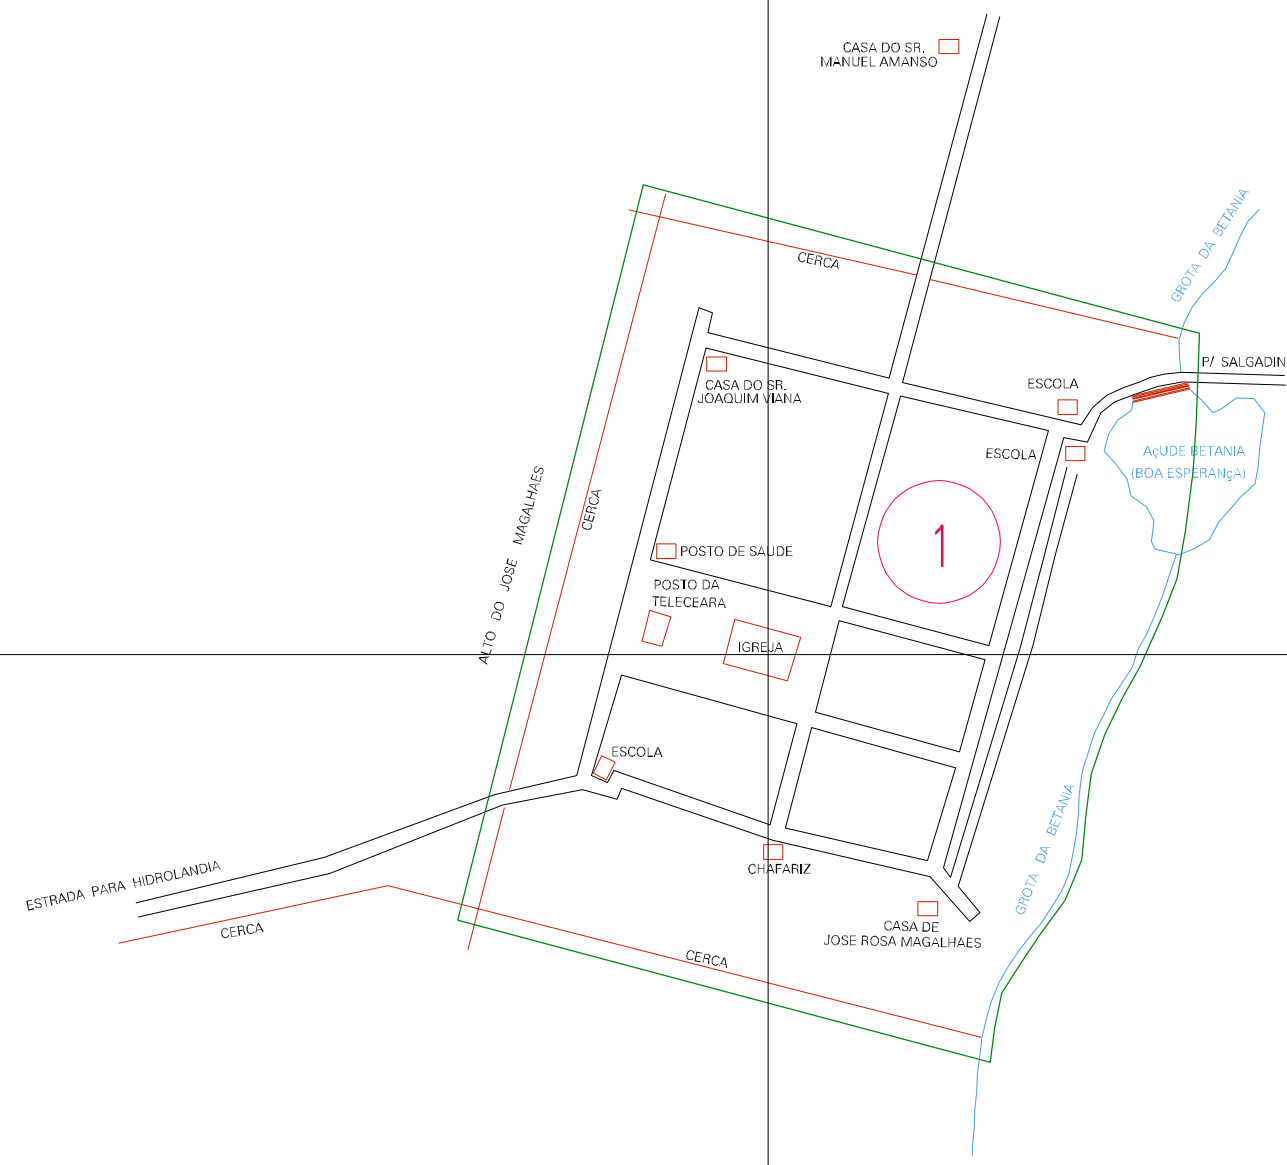 CASA DO SR.
MANUEL AMANSO
GROTA DA BETANIA
CERCA
P/ SALGADIN
CASA DO SR.
JOAQUIM VIANA
ESCOLA
ESCOLA
AçUDE BETANIA
(BOA ESPERANçA)
ALTO DO JOSE MAGALHAES
CERCA
1
POSTO DE SAUDE
POSTO DA
TELECEARA
IGREJA
ESCOLA
GROTA DA BETANIA
CHAFARIZ
ESTRADA PARA HIDROLANDIA
CERCA
CASA DE
JOSE ROSA MAGALHAES
CERCA